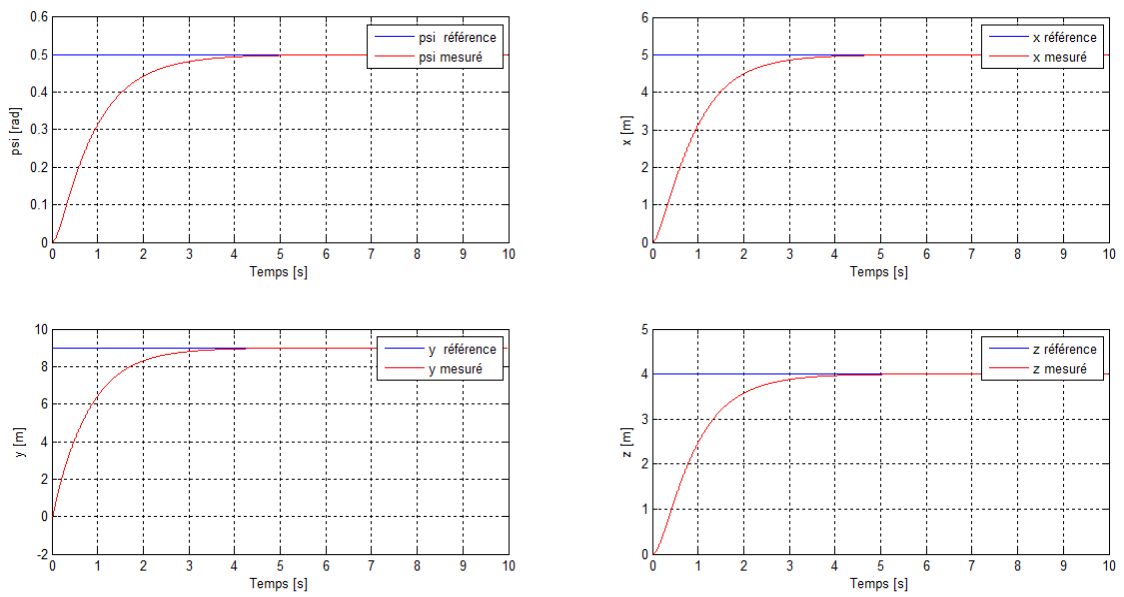 0.6
0.5
0.4
0.3
0.2
0.1
0
psi [rad]
psi référence
psi mesuré
0 1 2 3 4 5 6 7 8 9 10
Temps [s]
6
5
4
3
2
1
0
x [m]
x référence
x mesuré
0 1 2 3 4 5 6 7 8 9 10
Temps [s]
10
8
6
4
2
0
-2
y [m]
y référence
y mesuré
0 1 2 3 4 5 6 7 8 9 10
Temps [s]
5
4
3
2
1
0
z [m]
z référence
z mesuré
0 1 2 3 4 5 6 7 8 9 10
Temps [s]